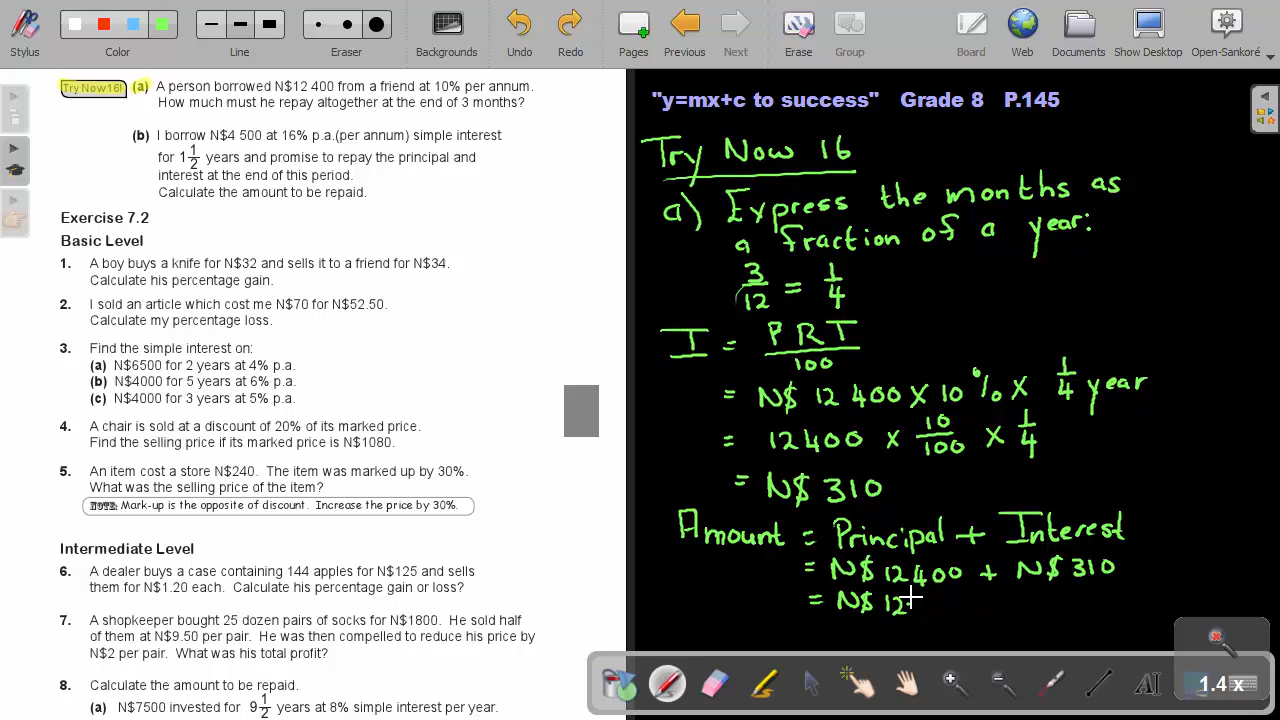 Stylus
Color
Line
Eraser
Backgrounds
Undo
Redo
Pages
Previous
Next
Erase
Group
Board
Web
Documents
Show Desktop
Open-Sankoré
Try Now 16! (a) A person borrowed N$12 400 from a friend at 10% per annum.
How much must he repay altogether at the end of 3 months?
(b) I borrow N$4 500 at 16% p.a.(per annum) simple interest
for 1 1/2 years and promise to repay the principal and
interest at the end of this period.
Calculate the amount to be repaid.
Exercise 7.2
Basic Level
1. A boy buys a knife for N$32 and sells it to a friend for N$34.
Calculate his percentage gain.
2. I sold an article which cost me N$70 for N$52.50.
Calculate my percentage loss.
3. Find the simple interest on:
(a) N$6500 for 2 years at 4% p.a.
(b) N$4000 for 5 years at 6% p.a.
(c) N$4000 for 3 years at 5% p.a.
4. A chair is sold at a discount of 20% of its marked price.
Find the selling price if its marked price is N$1080.
5. An item cost a store N$240. The item was marked up by 30%.
What was the selling price of the item?
NOTE: Mark-up is the opposite of discount. Increase the price by 30%.
Intermediate Level
6. A dealer buys a case containing 144 apples for N$125 and sells
them for N$1.20 each. Calculate his percentage gain or loss?
7. A shopkeeper bought 25 dozen pairs of socks for N$1800. He sold half
of them at N$9.50 per pair. He was then compelled to reduce his price by
N$2 per pair. What was his total profit?
8. Calculate the amount to be repaid.
(a) N$7500 invested for 9 1/2 years at 8% simple interest per year.
"y=mx+c to success" Grade 8 P.145
Try Now 16
a) Express the months as
a fraction of a year:
3/12 = 1/4
I = PRT/100
= N$ 12 400 x 10 % x 1/4 year
= 12400 x 10/100 x 1/4
= N$ 310
Amount = Principal + Interest
= N$ 12400 + N$ 310
= N$ 12
1.4 x